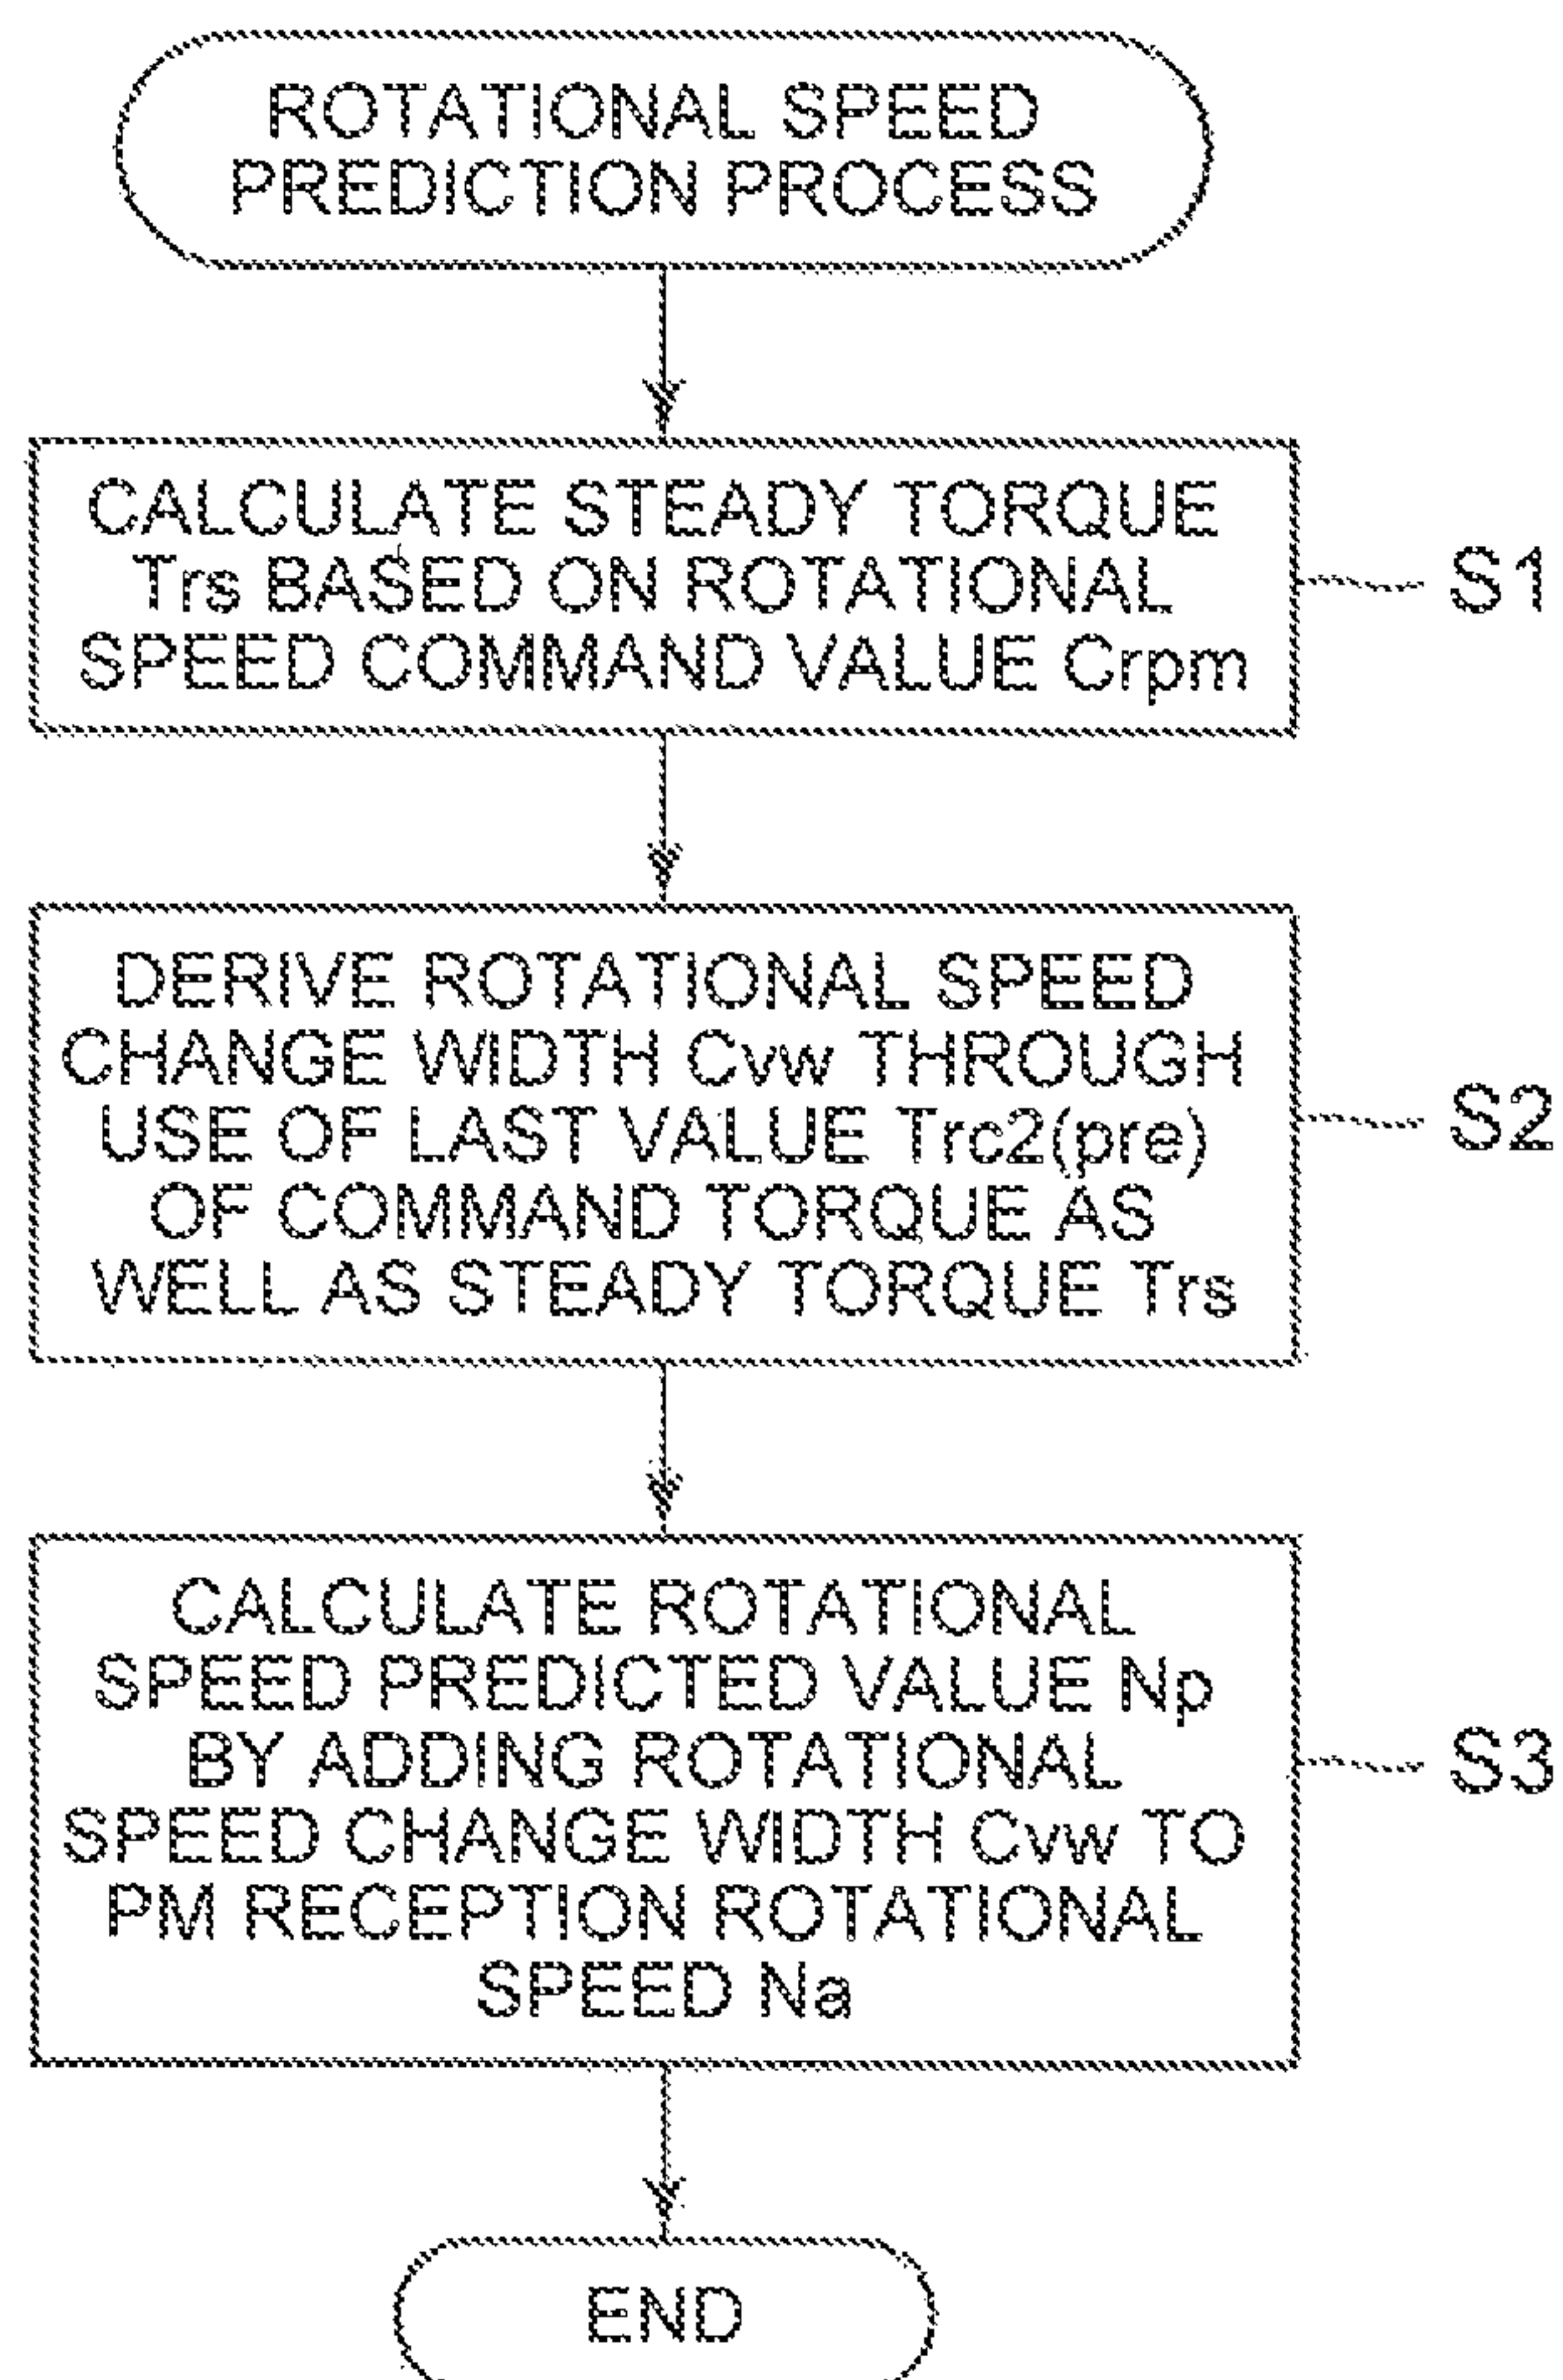 ROTATIONAL SPEED
PREDICTION PROCESS
CALCULATE STEADY TORQUE
Trs BASED ON ROTATIONAL
SPEED COMMAND VALUE Crpm
S1
DERIVE ROTATIONAL SPEED
CHANGE WIDTH Cvw THROUGH
USE OF LAST VALUE Trc2(pre)
OF COMMAND TORQUE AS
WELL AS STEADY TORQUE Trs
S2
CALCULATE ROTATIONAL
SPEED PREDICTED VALUE Np
BY ADDING ROTATIONAL
SPEED CHANGE WIDTH Cvw TO
PM RECEPTION ROTATIONAL
SPEED Na
S3
END